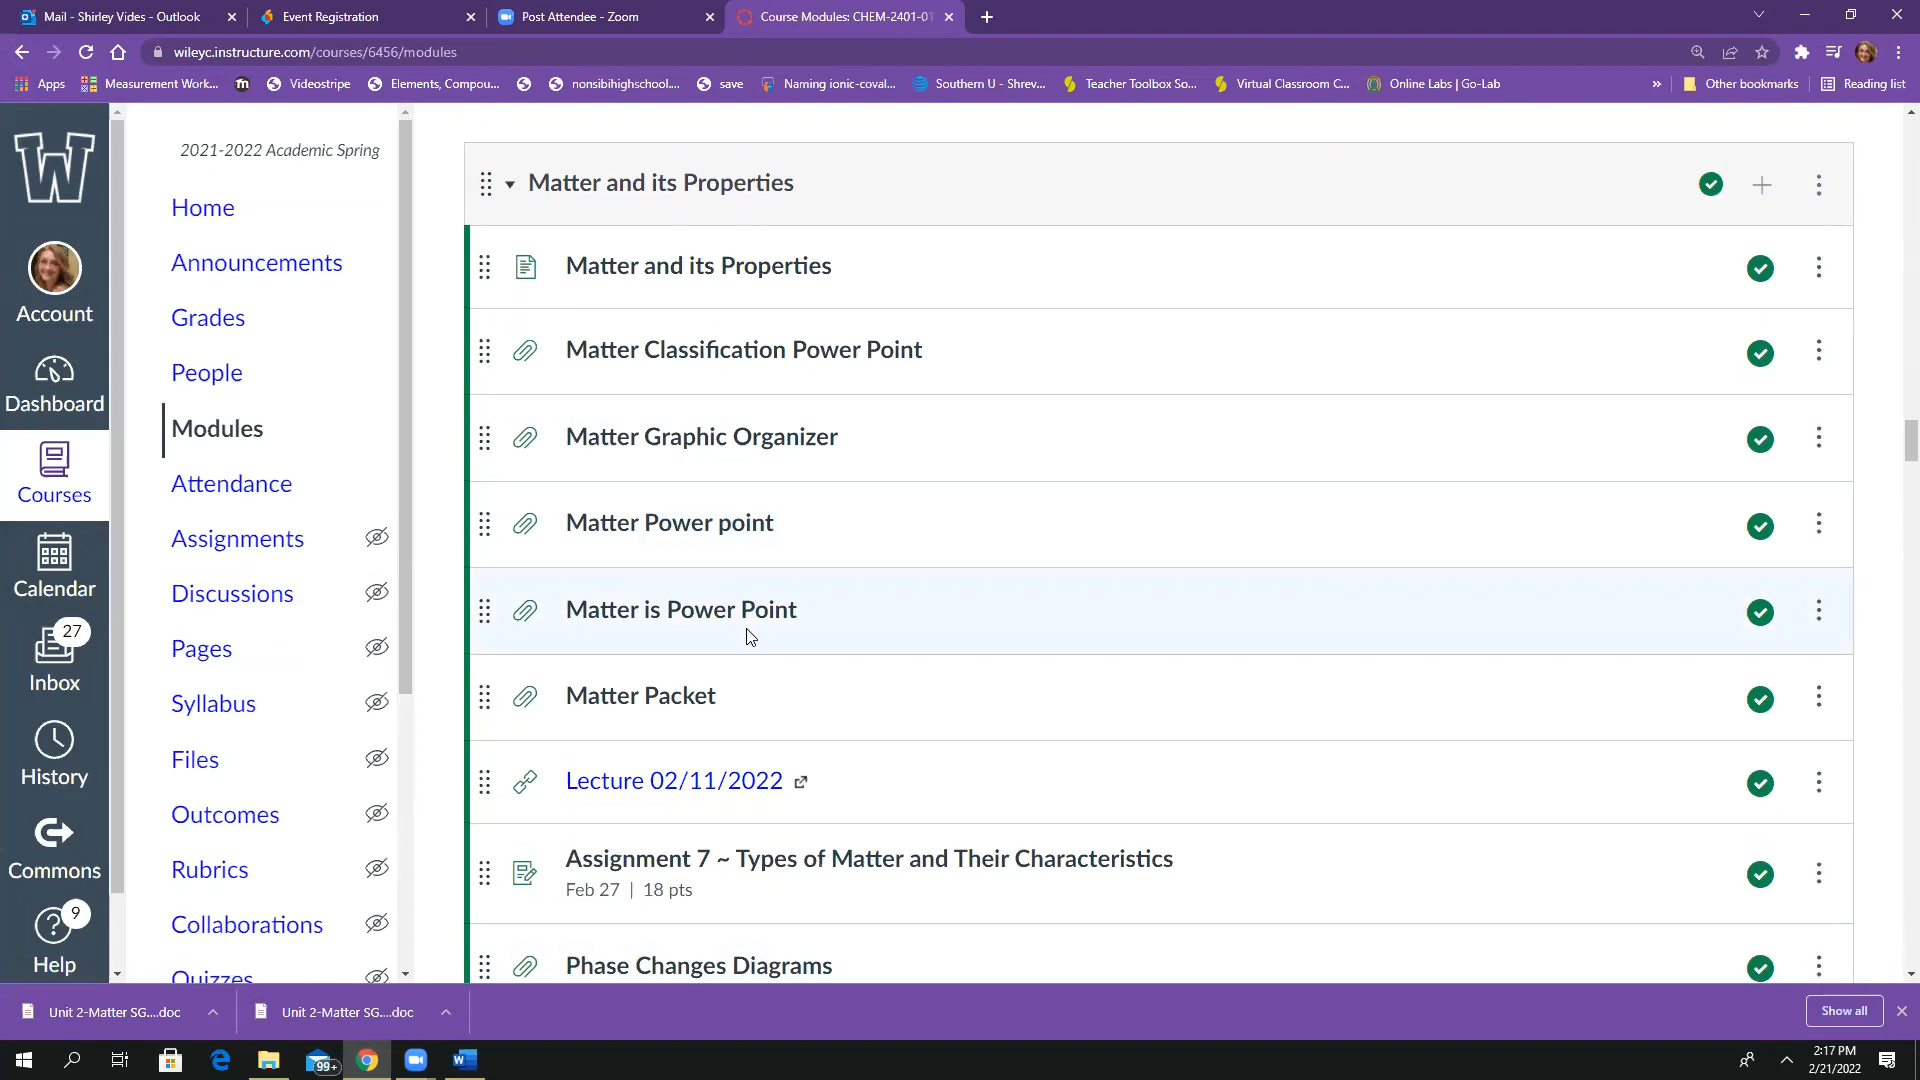 Mail - Shirley Vides - Outlook
Event Registration
Post Attendee - Zoom
Course Modules: CHEM-2401-01
wileyc.instructure.com/courses/6456/modules
Apps
Measurement Work...
Videostripe
Elements, Compou...
nonsibihighschool....
save
Naming ionic-coval...
Southern U - Shrev...
Teacher Toolbox So...
Virtual Classroom C...
Online Labs | Go-Lab
»
Other bookmarks
Reading list
W
Account
Dashboard
Courses
Calendar
27
Inbox
History
Commons
9
Help
2021-2022 Academic Spring
Home
Announcements
Grades
People
Modules
Attendance
Assignments
Discussions
Pages
Syllabus
Files
Outcomes
Rubrics
Collaborations
Quizzes
Matter and its Properties
Matter and its Properties
Matter Classification Power Point
Matter Graphic Organizer
Matter Power point
Matter is Power Point
Matter Packet
Lecture 02/11/2022
Assignment 7 ~ Types of Matter and Their Characteristics
Feb 27 | 18 pts
Phase Changes Diagrams
Unit 2-Matter SG....doc
Unit 2-Matter SG....doc
Show all
99+
2:17 PM
2/21/2022